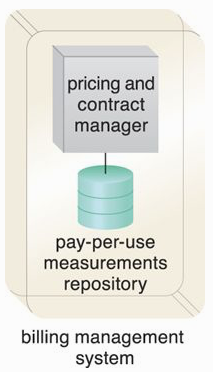 pricing and
contract
manager
pay-per-use
measurements
repository
billing management
system